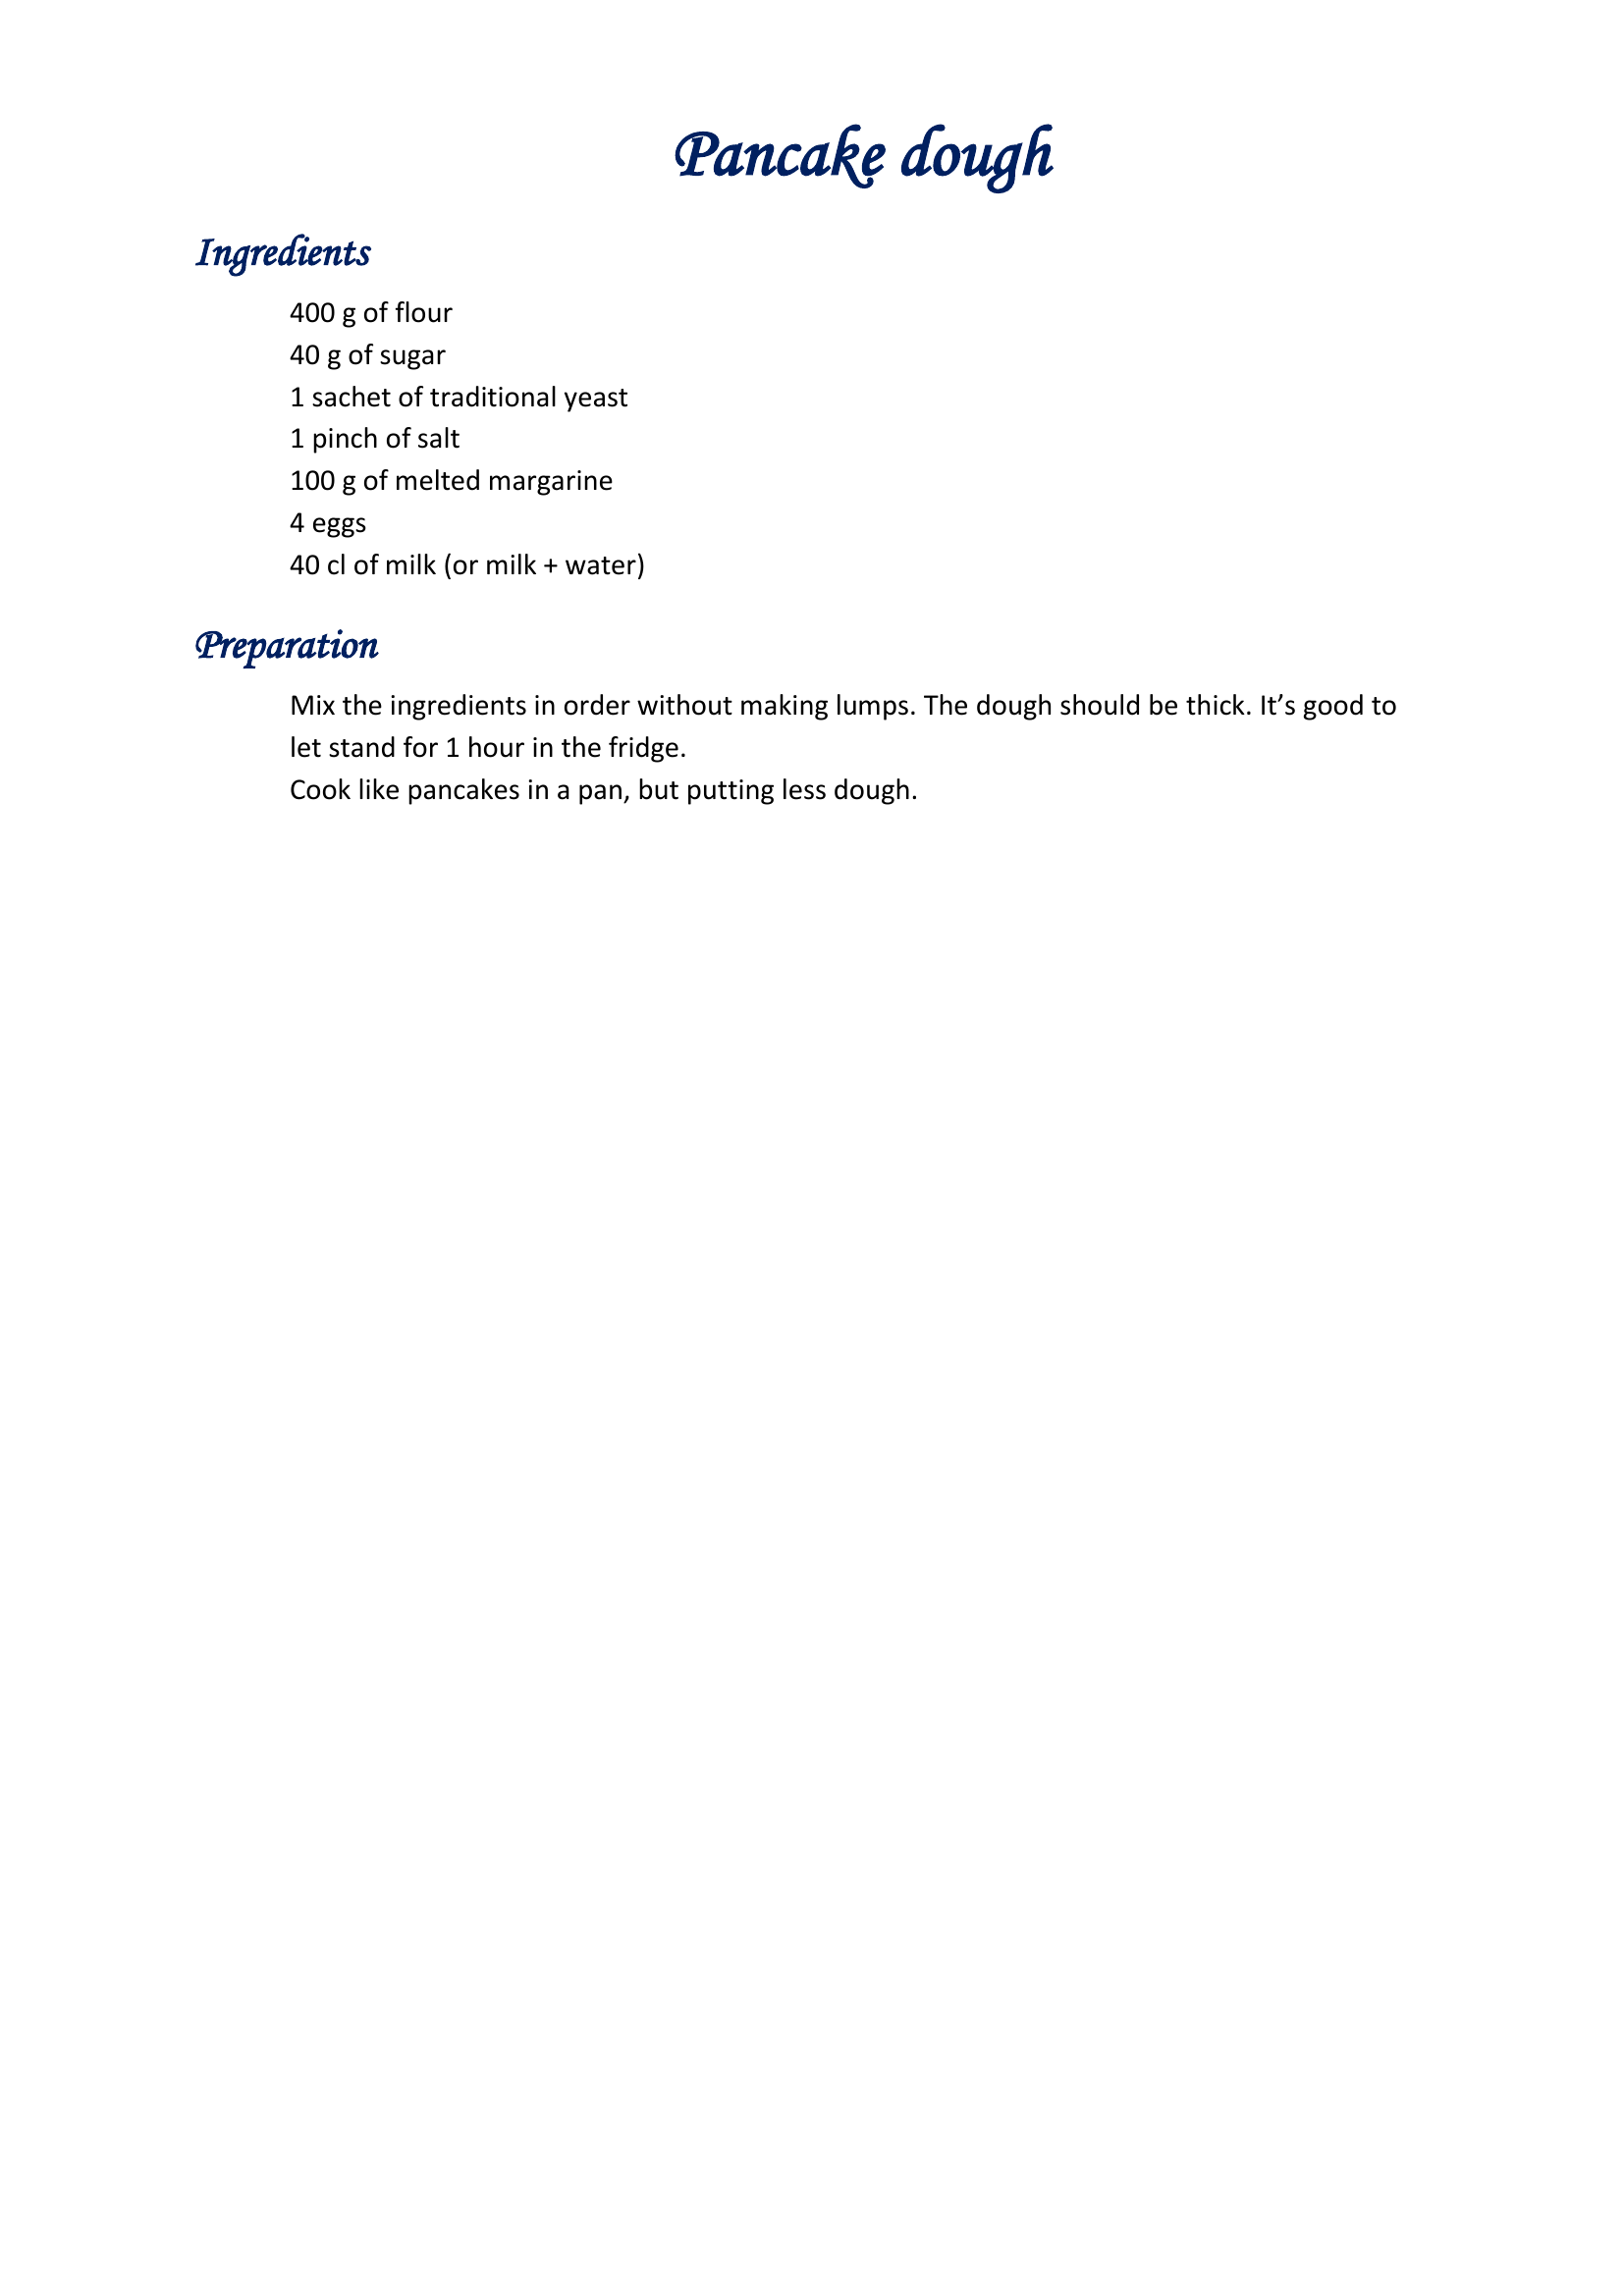 Pancake dough
Ingredients
400 g of flour
40 g of sugar
1 sachet of traditional yeast
1 pinch of salt
100 g of melted margarine
4 eggs
40 cl of milk (or milk + water)
Preparation
Mix the ingredients in order without making lumps. The dough should be thick. It’s good to
let stand for 1 hour in the fridge.
Cook like pancakes in a pan, but putting less dough.